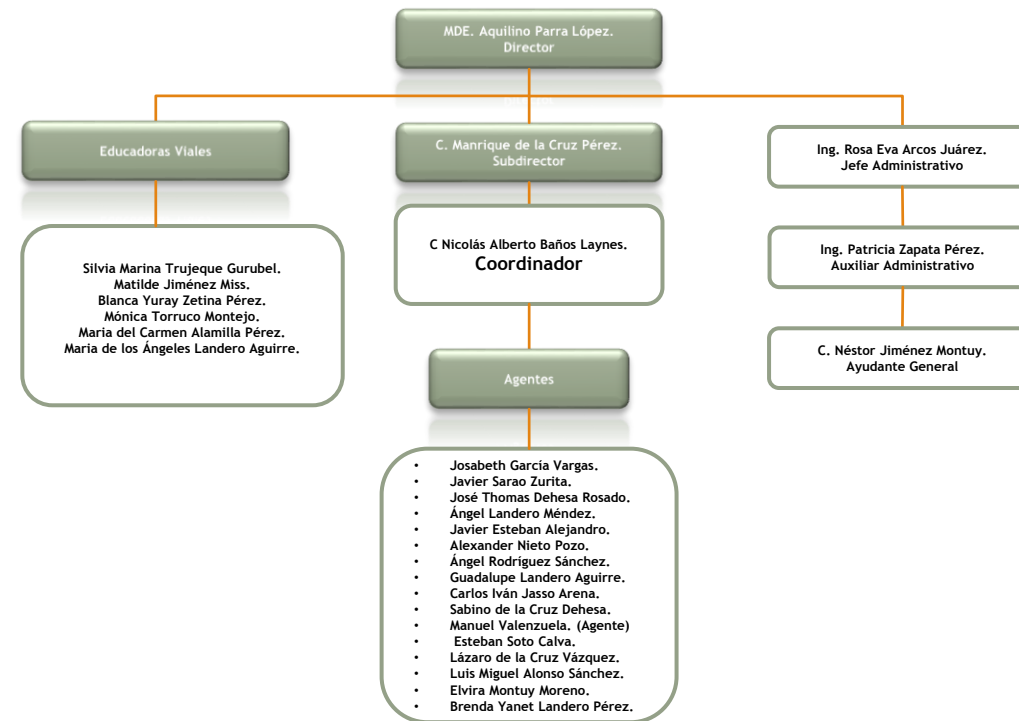 MDE. Aquilino Parra López.
Director
Educadoras Viales
C. Manrique de la Cruz Pérez.
Subdirector
Ing. Rosa Eva Arcos Juárez.
Jefe Administrativo
Silvia Marina Trujeque Gurubel.
Matilde Jiménez Miss.
Blanca Yuray Zetina Pérez.
Mónica Torruco Montejo.
Maria del Carmen Alamilla Pérez.
Maria de los Ángeles Landero Aguirre.
C Nicolás Alberto Baños Laynes.
Coordinador
Ing. Patricia Zapata Pérez.
Auxiliar Administrativo
C. Néstor Jiménez Montuy.
Ayudante General
Agentes
• Josabeth García Vargas.
• Javier Sarao Zurita.
• José Thomas Dehesa Rosado.
• Ángel Landero Méndez.
• Javier Esteban Alejandro.
• Alexander Nieto Pozo.
• Ángel Rodríguez Sánchez.
• Guadalupe Landero Aguirre.
• Carlos Iván Jasso Arena.
• Sabino de la Cruz Dehesa.
• Manuel Valenzuela. (Agente)
• Esteban Soto Calva.
• Lázaro de la Cruz Vázquez.
• Luis Miguel Alonso Sánchez.
• Elvira Montuy Moreno.
• Brenda Yanet Landero Pérez.